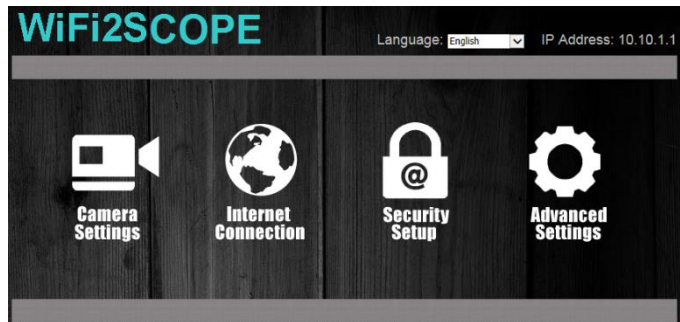 WiFi2SCOPE
Language: English IP Address: 10.10.1.1
Camera Settings
Internet Connection
Security Setup
Advanced Settings
@